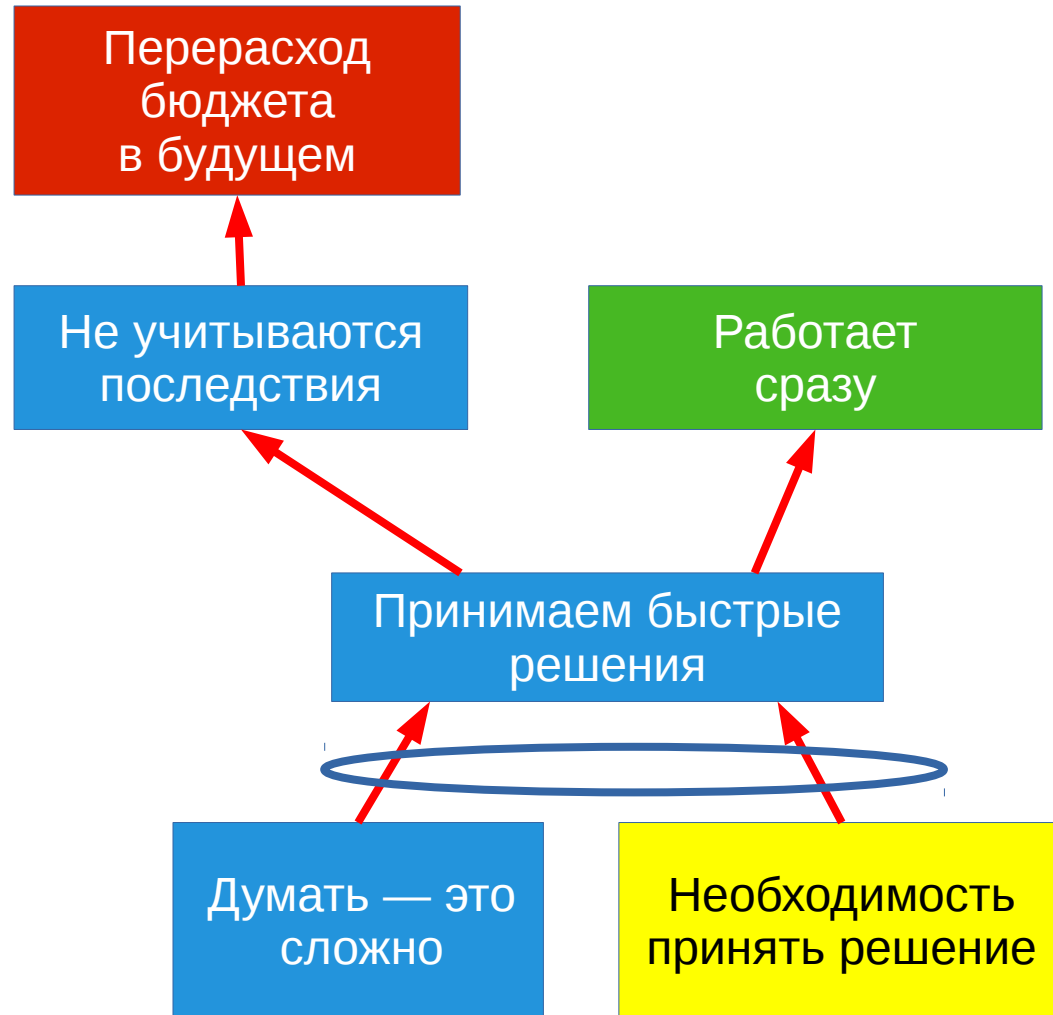 Перерасход
бюджета
в будущем
Не учитываются
последствия
Работает
сразу
Принимаем быстрые
решения
Думать — это
сложно
Необходимость
принять решение